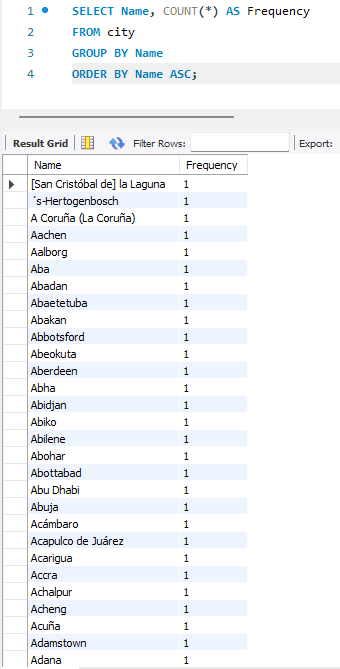 1 SELECT Name, COUNT(*) AS Frequency
2 FROM city
3 GROUP BY Name
4 ORDER BY Name ASC;
Result Grid Filter Rows: Export:
Name Frequency
[San Cristóbal de] la Laguna 1
´s-Hertogenbosch 1
A Coruña (La Coruña) 1
Aachen 1
Aalborg 1
Aba 1
Abadan 1
Abaetetuba 1
Abakan 1
Abbotsford 1
Abeokuta 1
Aberdeen 1
Abha 1
Abidjan 1
Abiko 1
Abilene 1
Abohar 1
Abottabad 1
Abu Dhabi 1
Abuja 1
Acámbaro 1
Acapulco de Juárez 1
Acarigua 1
Accra 1
Achalpur 1
Acheng 1
Acuña 1
Adamstown 1
Adana 1